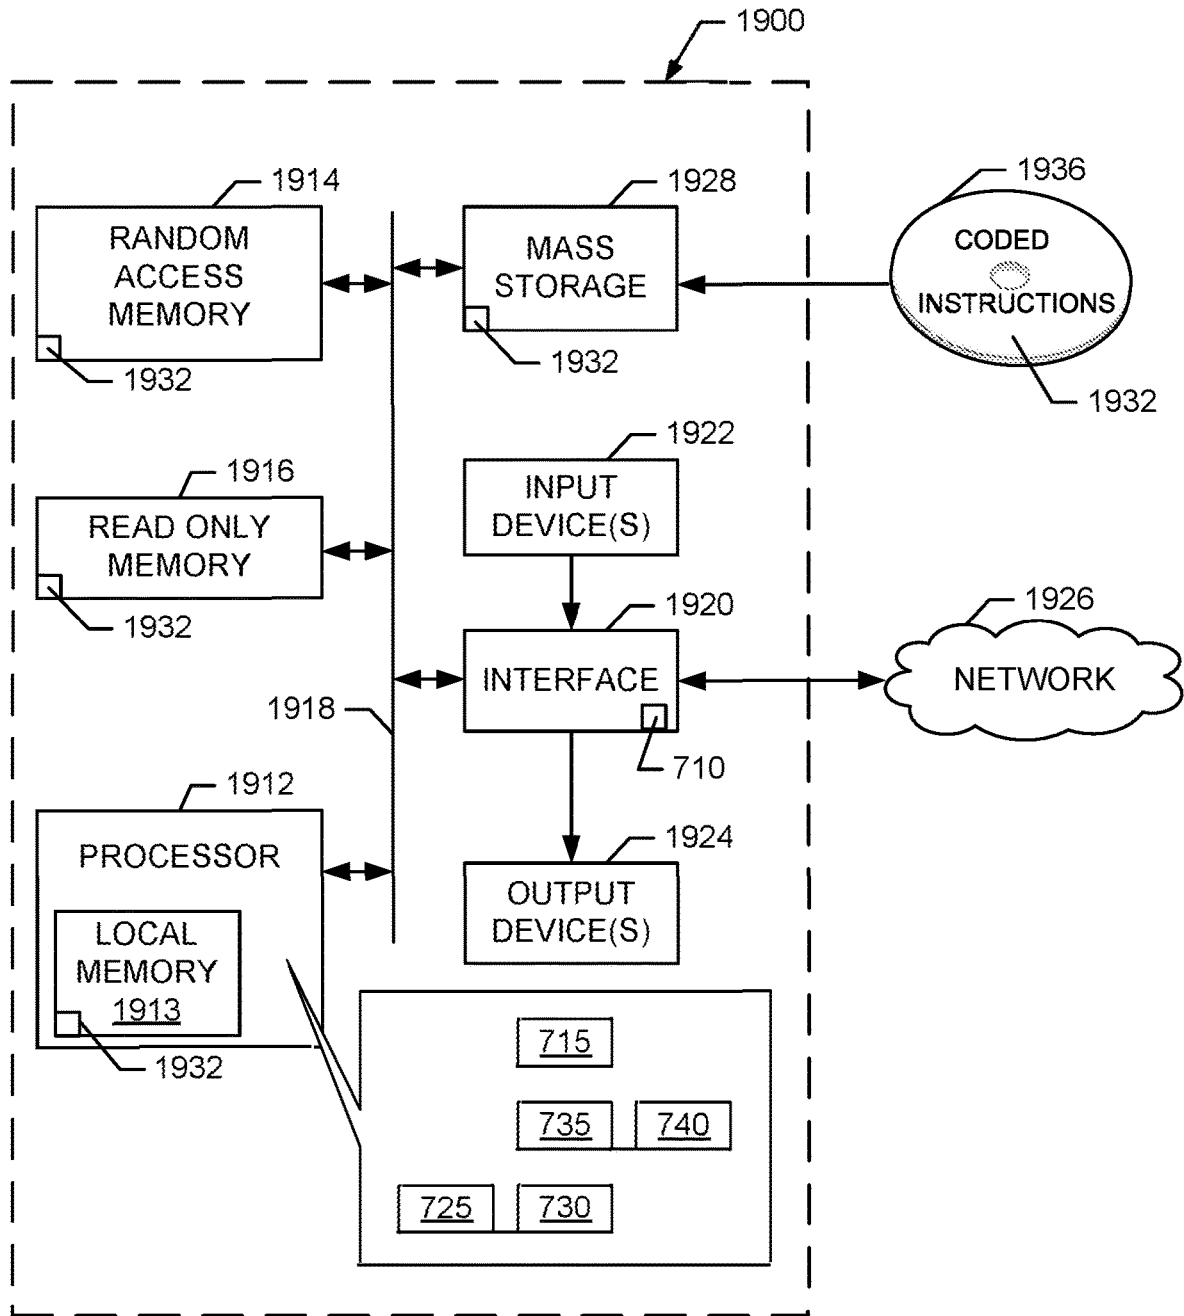 1900
1914
RANDOM
ACCESS
MEMORY
1932
1928
MASS
STORAGE
1932
1936
CODED
INSTRUCTIONS
1932
1916
READ ONLY
MEMORY
1932
1922
INPUT
DEVICE(S)
1920
INTERFACE
710
1926
NETWORK
1918
1912
PROCESSOR
LOCAL
MEMORY
1913
1932
1924
OUTPUT
DEVICE(S)
715
735
740
725
730